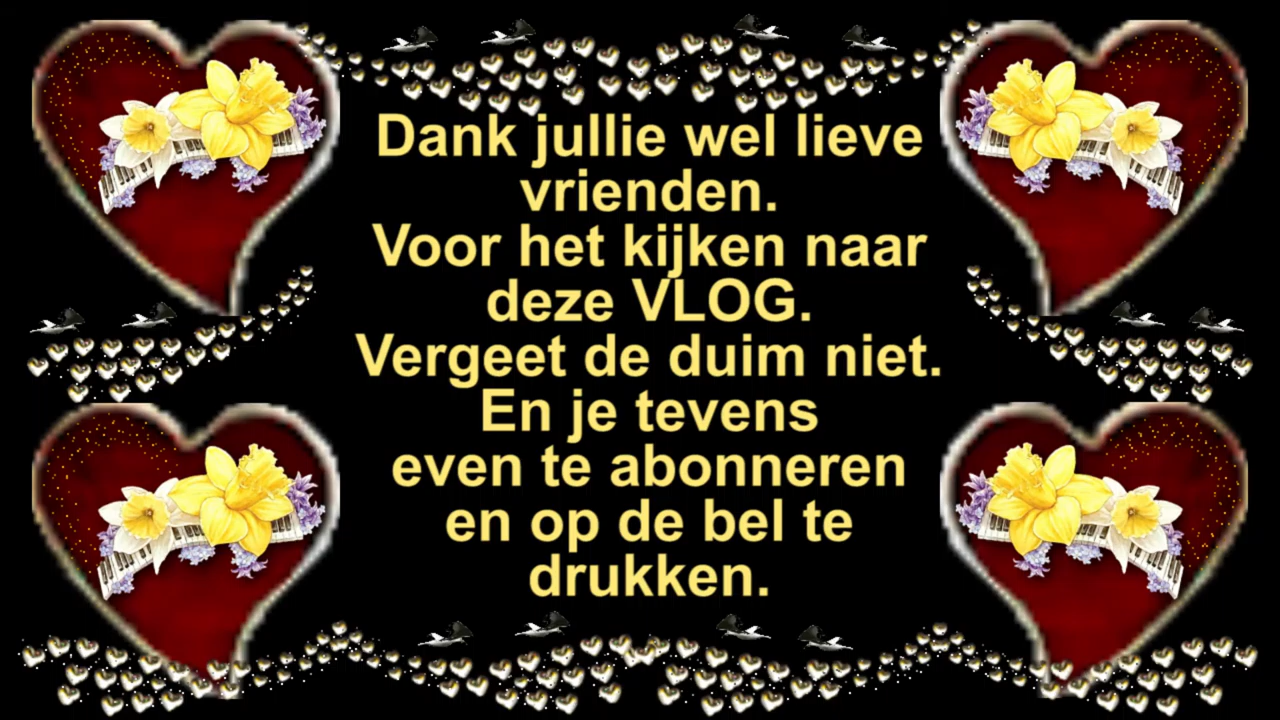 Dank jullie wel lieve
vrienden.
Voor het kijken naar
deze VLOG.
Vergeet de duim niet.
En je tevens
even te abonneren
en op de bel te
drukken.